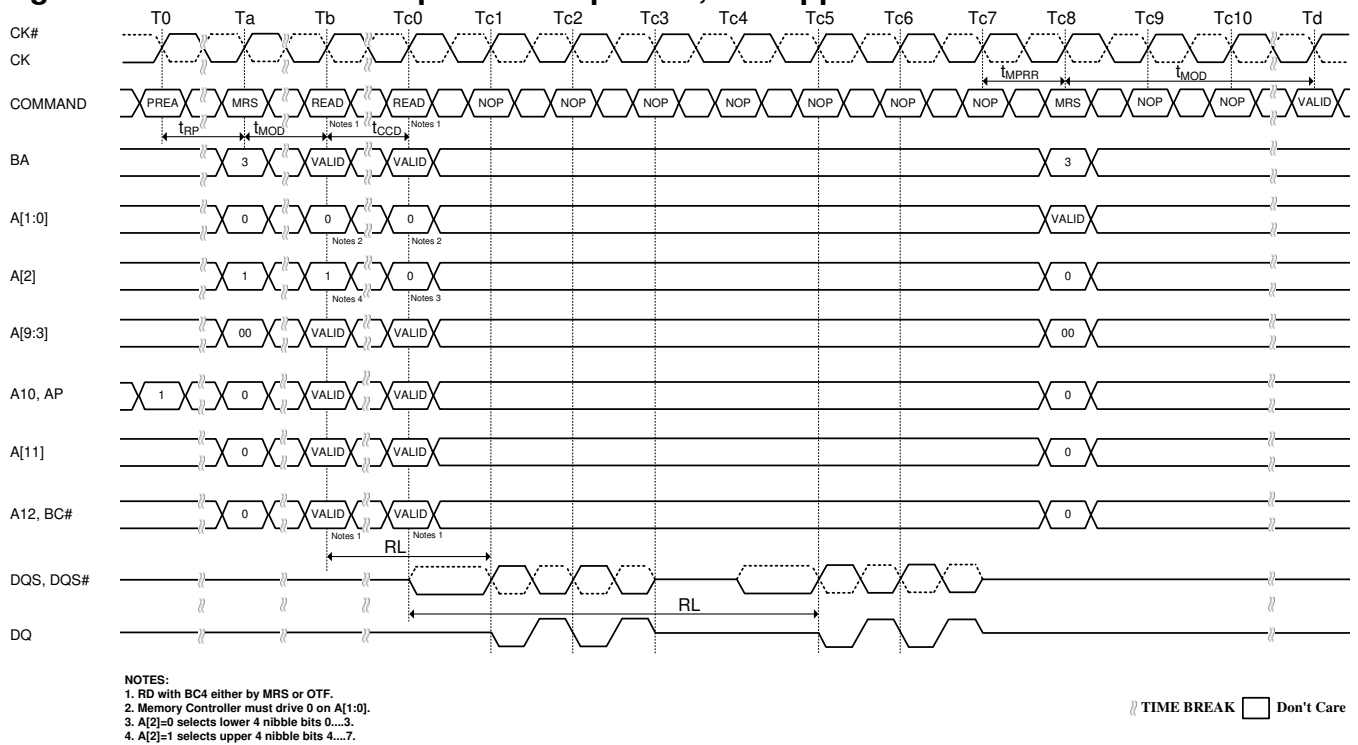 T0 Ta Tb Tc0 Tc1 Tc2 Tc3 Tc4 Tc5 Tc6 Tc7 Tc8 Tc9 Tc10 Td
CK#
CK
tMPRR tMOD
COMMAND PREA MRS READ READ NOP NOP NOP NOP NOP NOP NOP MRS NOP NOP VALID
Notes 1 Notes 1
tRP tMOD tCCD
BA 3 VALID VALID 3
A[1:0] 0 0 0 VALID
Notes 2 Notes 2
A[2] 1 1 0 0
Notes 4 Notes 3
A[9:3] 00 VALID VALID 00
A10, AP 1 0 VALID VALID 0
A[11] 0 VALID VALID 0
A12, BC# 0 VALID VALID 0
Notes 1 Notes 1
RL
DQS, DQS#
RL
DQ
NOTES:
1. RD with BC4 either by MRS or OTF.
2. Memory Controller must drive 0 on A[1:0].
3. A[2]=0 selects lower 4 nibble bits 0....3.
4. A[2]=1 selects upper 4 nibble bits 4....7.
TIME BREAK Don't Care